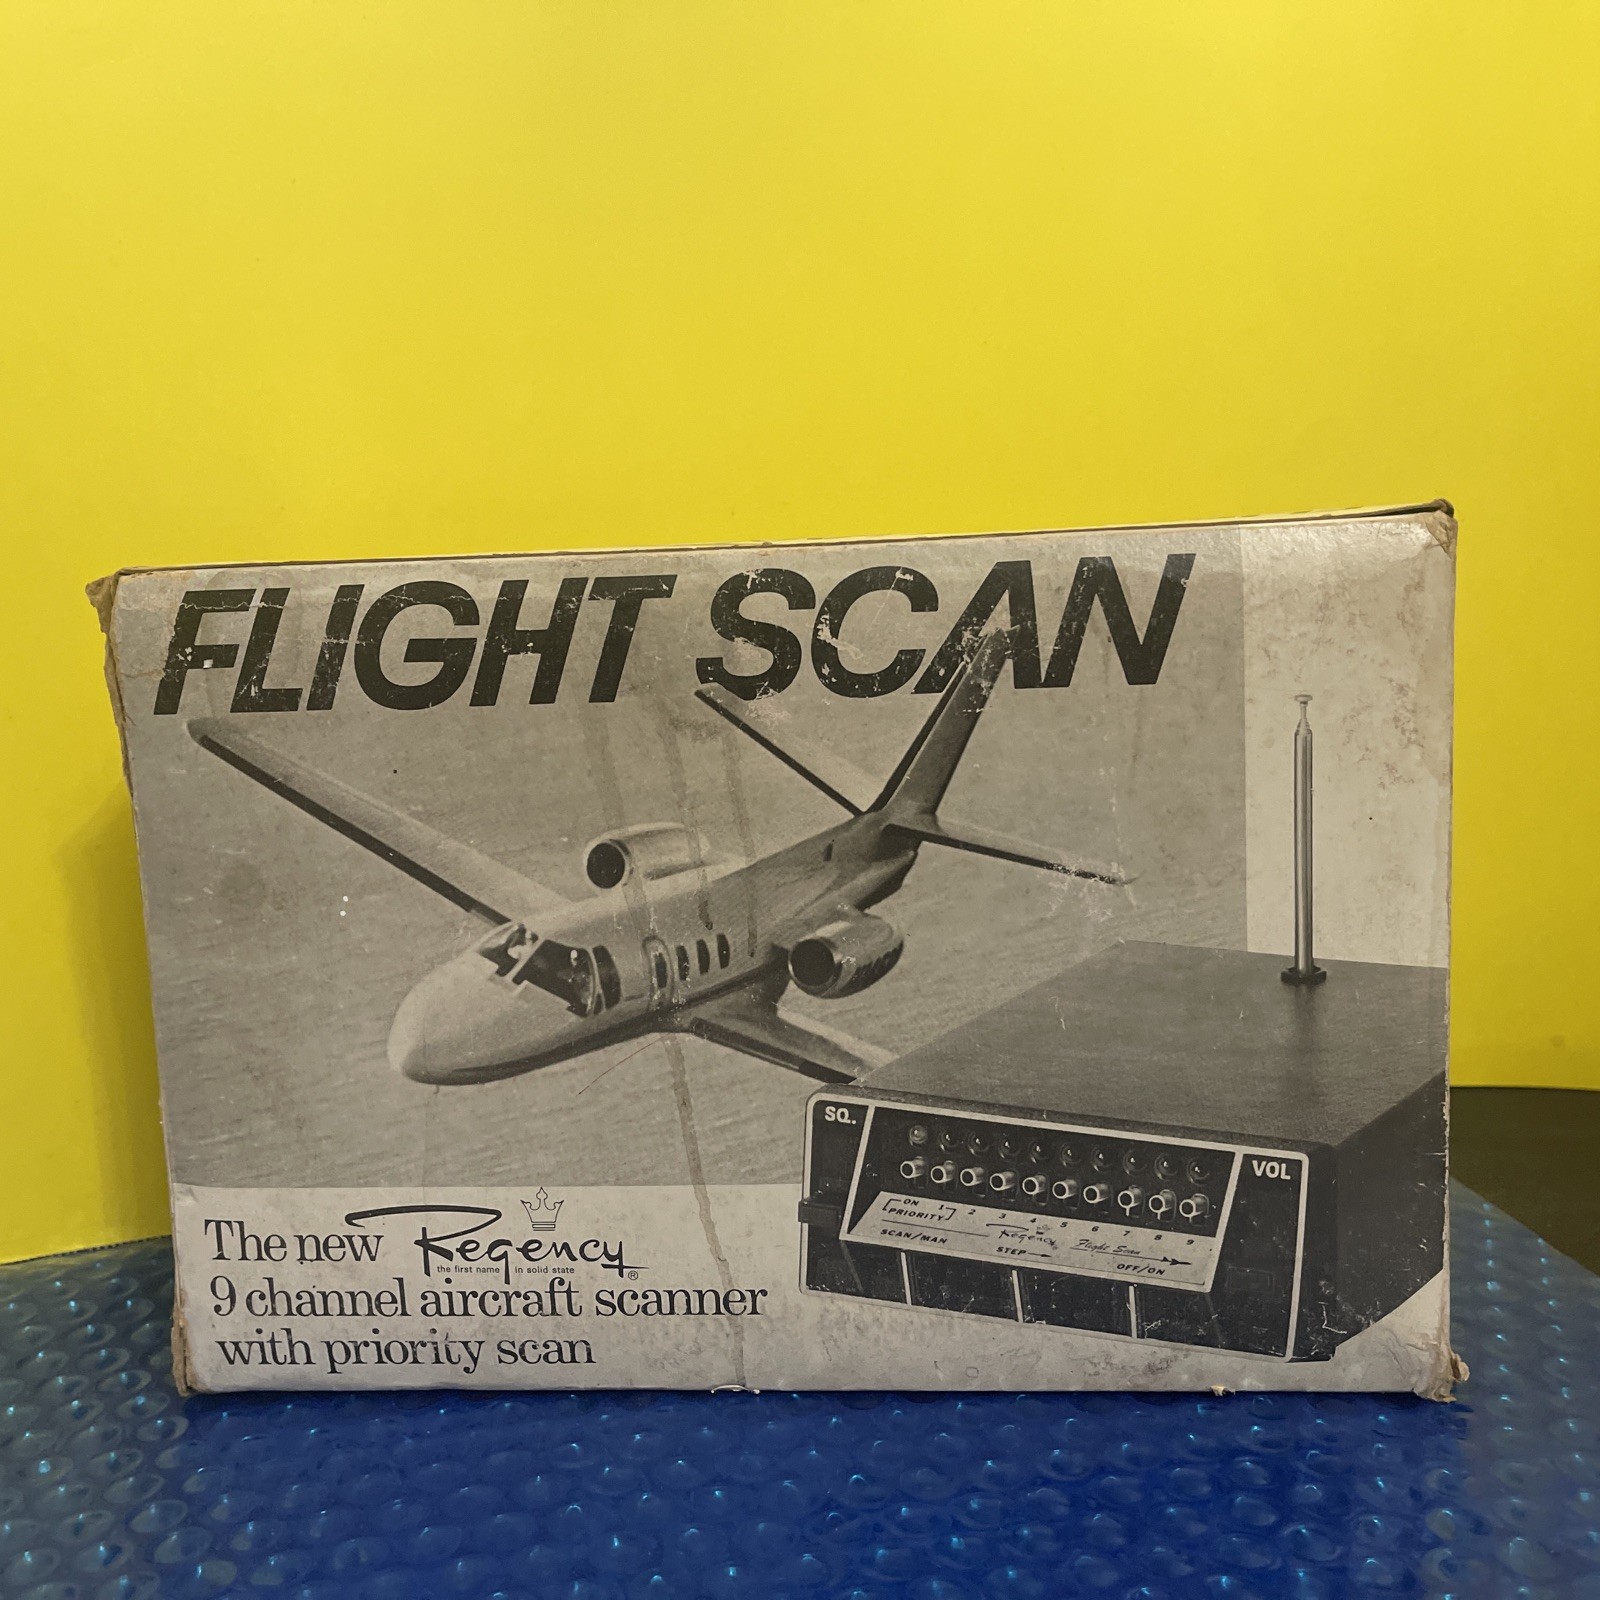 FLIGHT SCAN
The new Regency
the first name in solid state
®
9 channel aircraft scanner
with priority scan
SQ.
VOL
ON
PRIORITY 1 2 3 4 5 6 7 8 9
SCAN/MAN
Regency
Flight Scan
STEP
OFF/ON